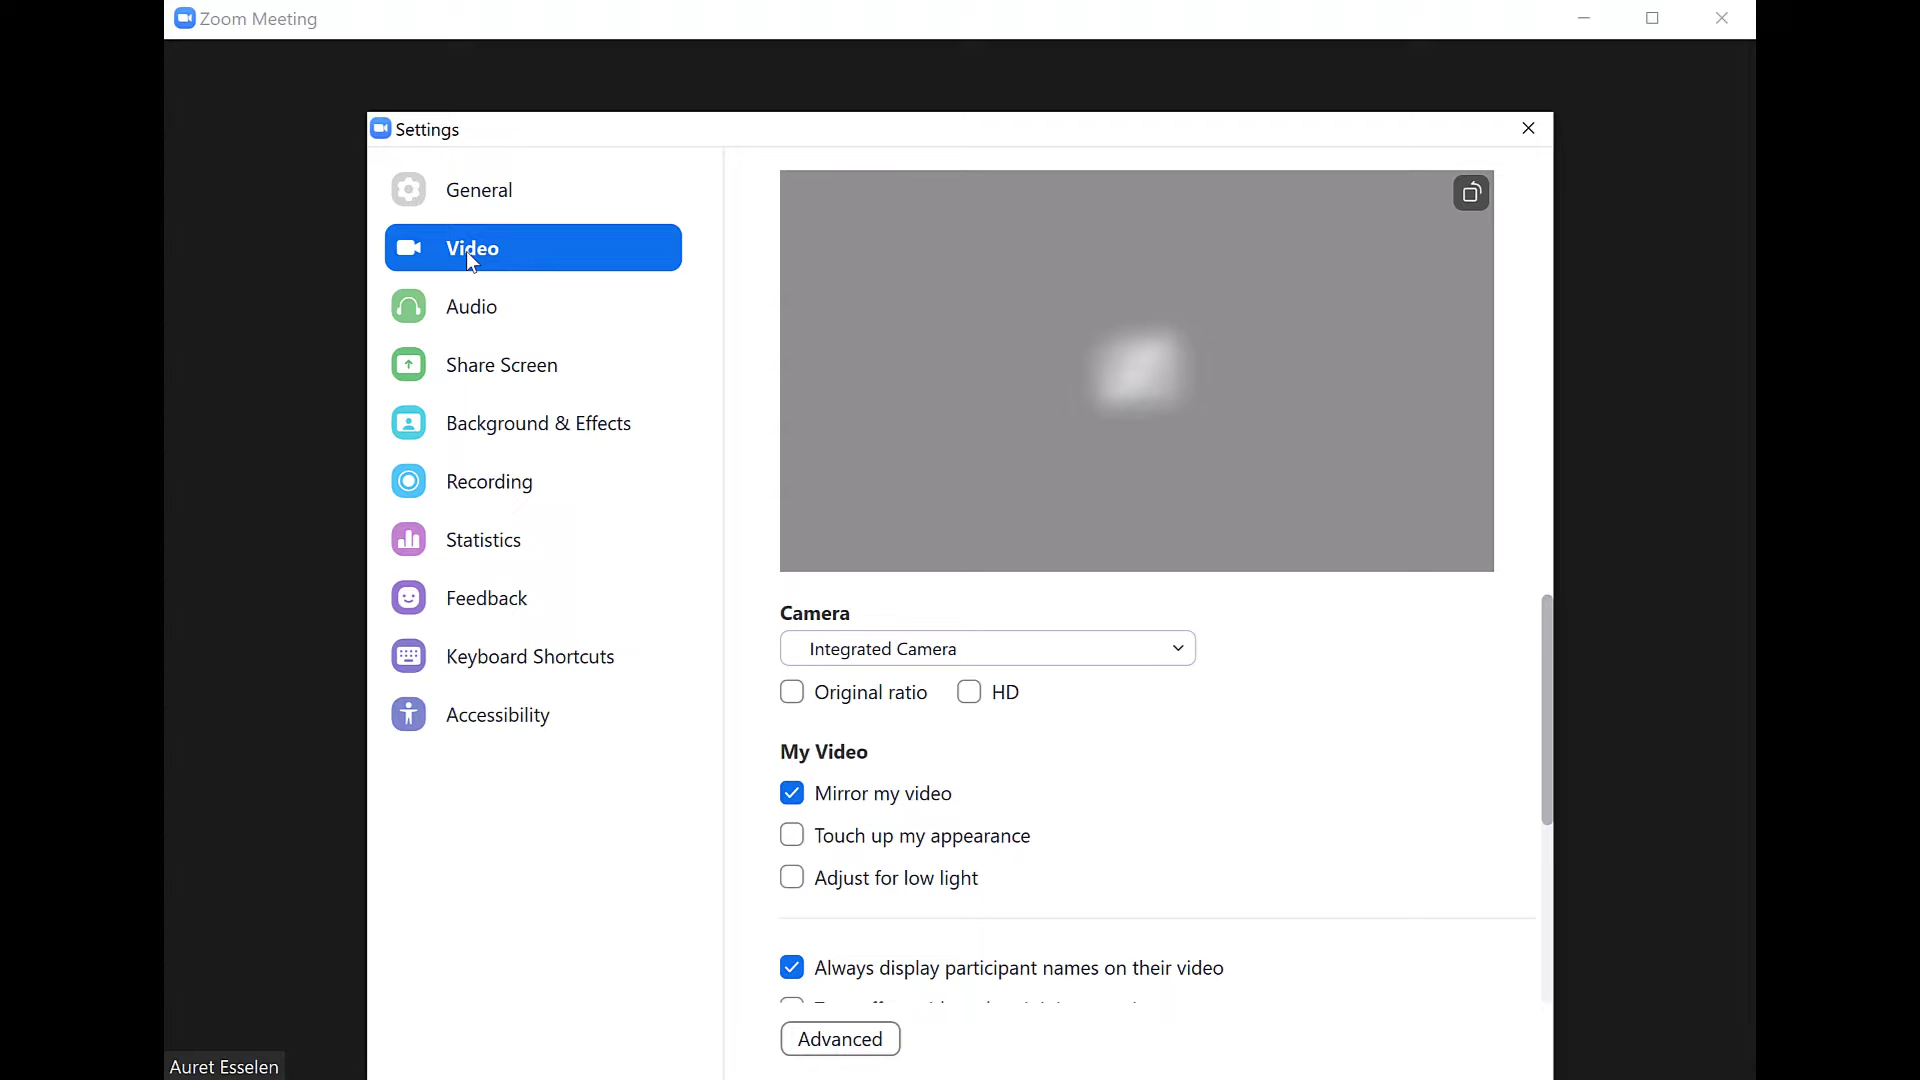 Zoom Meeting
Settings
General
Video
Audio
Share Screen
Background & Effects
Recording
Statistics
Feedback
Keyboard Shortcuts
Accessibility
Camera
Integrated Camera
Original ratio HD
My Video
Mirror my video
Touch up my appearance
Adjust for low light
Always display participant names on their video
Advanced
Auret Esselen